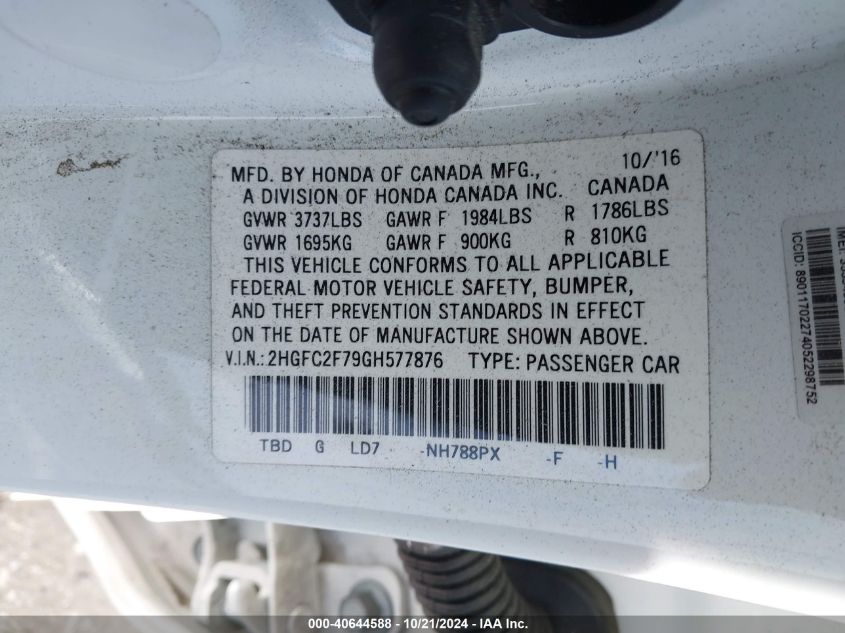 MFD. BY HONDA OF CANADA MFG., 10/'16
A DIVISION OF HONDA CANADA INC. CANADA
GVWR 3737LBS GAWR F 1984LBS R 1786LBS
GVWR 1695KG GAWR F 900KG R 810KG
THIS VEHICLE CONFORMS TO ALL APPLICABLE
FEDERAL MOTOR VEHICLE SAFETY, BUMPER,
AND THEFT PREVENTION STANDARDS IN EFFECT
ON THE DATE OF MANUFACTURE SHOWN ABOVE.
V.I.N.: 2HGFC2F79GH577876 TYPE: PASSENGER CAR
TBD G LD7 -NH788PX -F -H
ICCID: 89011702274052298752
000-40644588 - 10/21/2024 - IAA Inc.